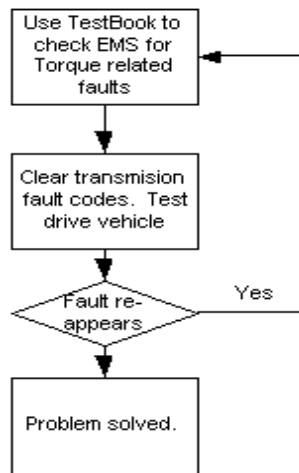 Use TestBook to
check EMS for
Torque related
faults
Clear transmision
fault codes. Test
drive vehicle
Fault re-
appears
Yes
Problem solved.